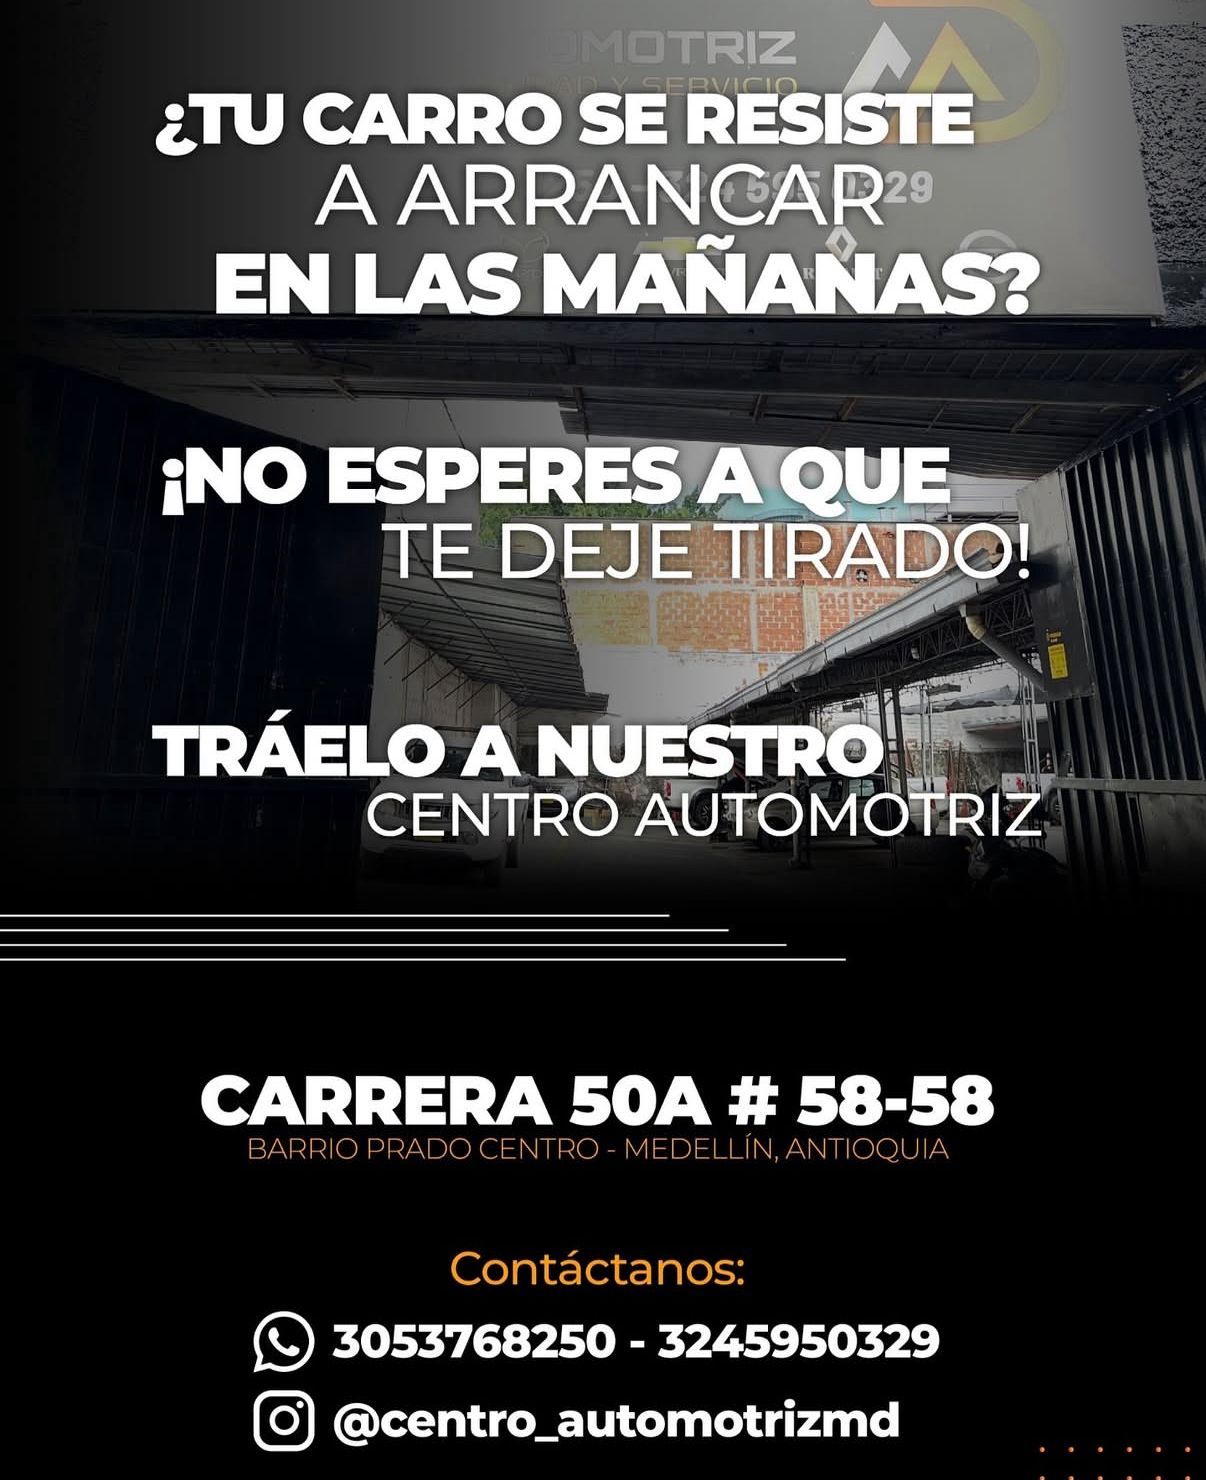 ¿TU CARRO SE RESISTE
A ARRANCAR
EN LAS MAÑANAS?
¡NO ESPERES A QUE
TE DEJE TIRADO!
TRÁELO A NUESTRO
CENTRO AUTOMOTRIZ
CARRERA 50A # 58-58
BARRIO PRADO CENTRO - MEDELLÍN, ANTIOQUIA
Contáctanos:
3053768250 - 3245950329
@centro_automotrizmd